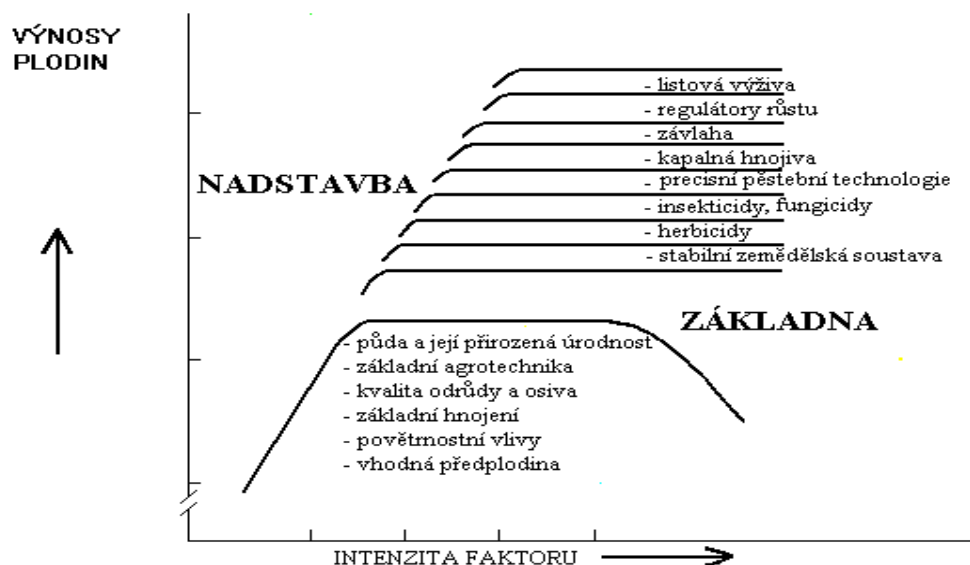 VÝNOSY
PLODIN
- listová výživa
- regulátory růstu
- závlaha
- kapalná hnojiva
NADSTAVBA
- precisní pěstební technologie
- insekticidy, fungicidy
- herbicidy
- stabilní zemědělská soustava
ZÁKLADNA
- půda a její přirozená úrodnost
- základní agrotechnika
- kvalita odrůdy a osiva
- základní hnojení
- povětrnostní vlivy
- vhodná předplodina
INTENZITA FAKTORU